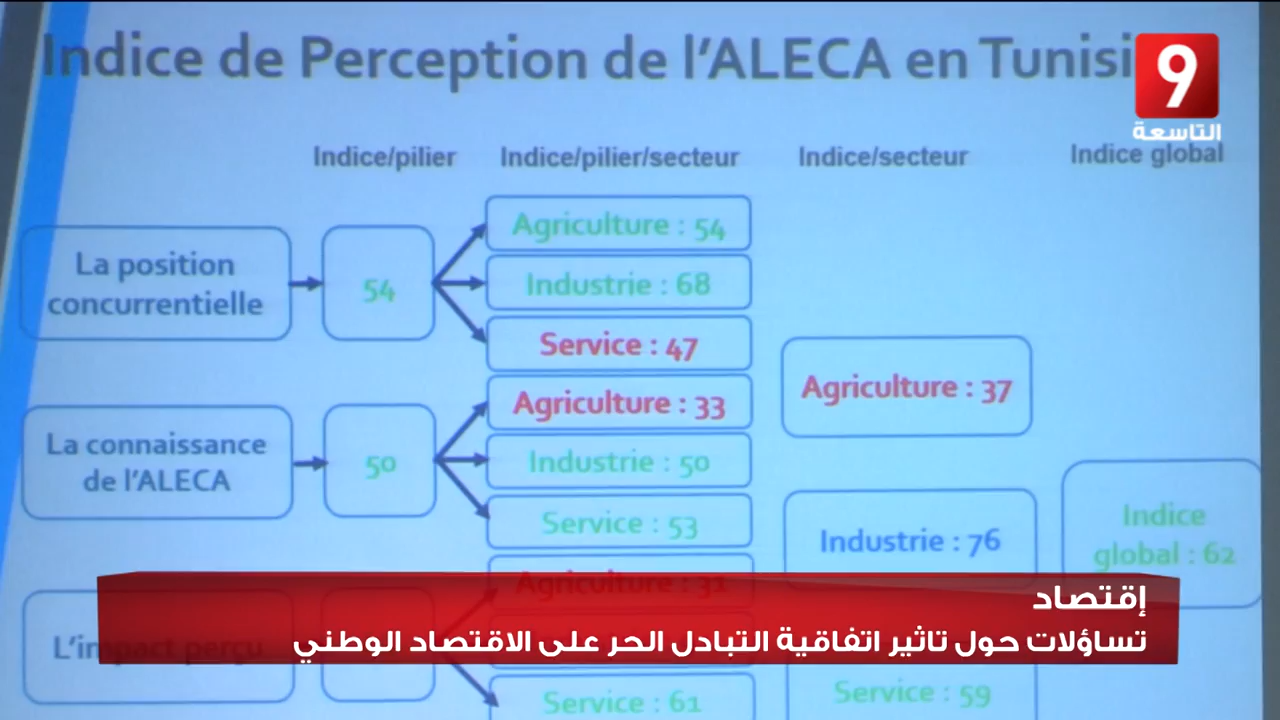 Indice de Perception de l'ALECA en Tunisi
9
التاسعة
Indice/pilier
Indice/pilier/secteur
Indice/secteur
Indice global
La position
concurrentielle
54
Agriculture : 54
Industrie : 68
Service : 47
Agriculture : 37
La connaissance
de l'ALECA
50
Agriculture : 33
Industrie : 50
Service : 53
Industrie : 76
Indice
global : 62
L'impact perçu
Agriculture : 31
Service : 61
Service : 59
إقتصاد
تساؤلات حول تاثير اتفاقية التبادل الحر على الاقتصاد الوطني